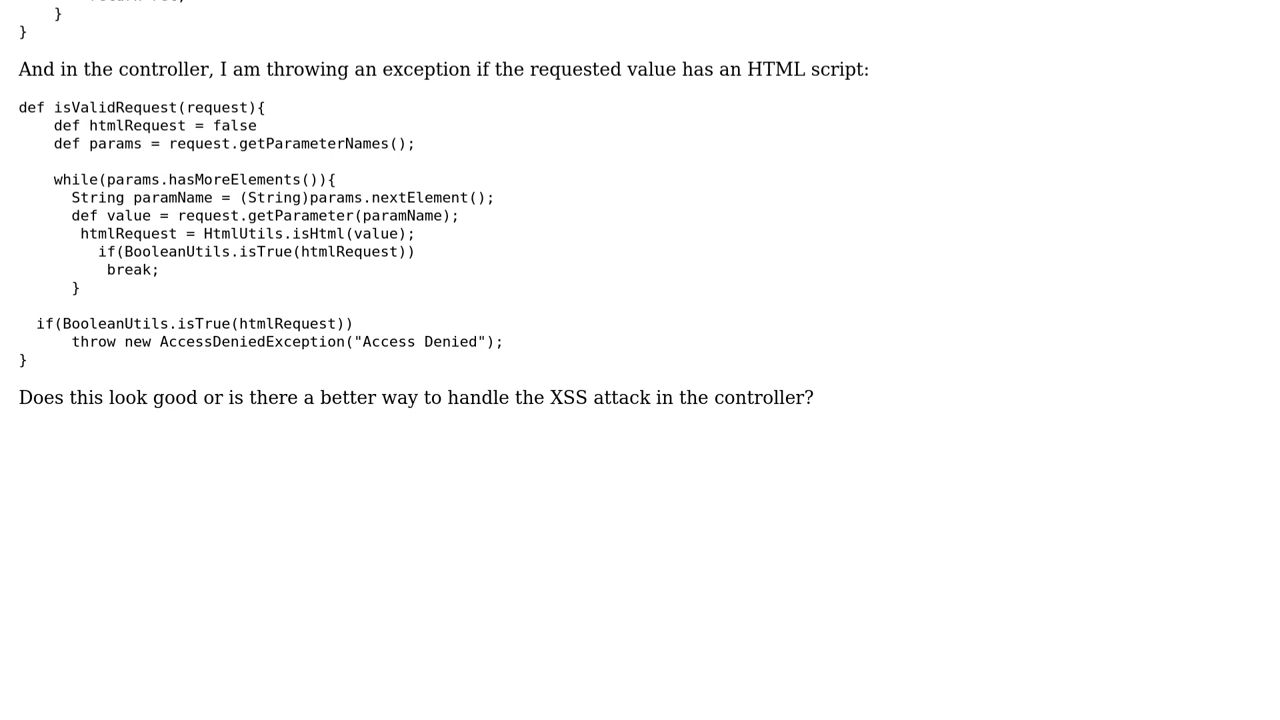 }
}
And in the controller, I am throwing an exception if the requested value has an HTML script:
def isValidRequest(request){
    def htmlRequest = false
    def params = request.getParameterNames();
    while(params.hasMoreElements()){
      String paramName = (String)params.nextElement();
      def value = request.getParameter(paramName);
       htmlRequest = HtmlUtils.isHtml(value);
         if(BooleanUtils.isTrue(htmlRequest))
          break;
      }
  if(BooleanUtils.isTrue(htmlRequest))
      throw new AccessDeniedException("Access Denied");
}
Does this look good or is there a better way to handle the XSS attack in the controller?